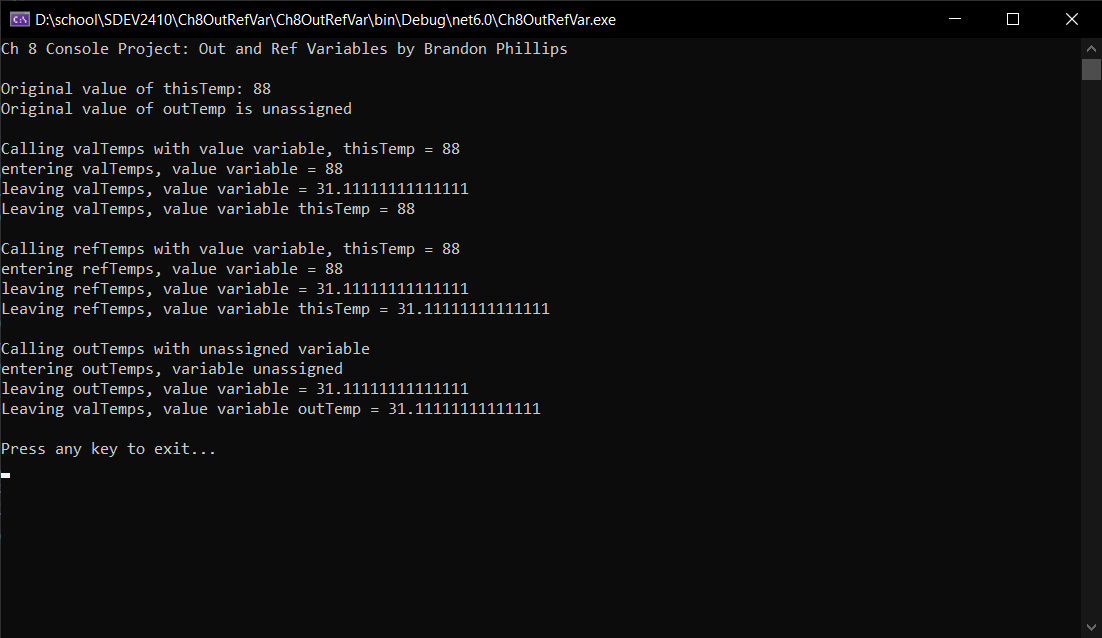 D:\school\SDEV2410\Ch8OutRefVar\Ch8OutRefVar\bin\Debug\net6.0\Ch8OutRefVar.exe
Ch 8 Console Project: Out and Ref Variables by Brandon Phillips
Original value of thisTemp: 88
Original value of outTemp is unassigned
Calling valTemps with value variable, thisTemp = 88
entering valTemps, value variable = 88
leaving valTemps, value variable = 31.11111111111111
Leaving valTemps, value variable thisTemp = 88
Calling refTemps with value variable, thisTemp = 88
entering refTemps, value variable = 88
leaving refTemps, value variable = 31.11111111111111
Leaving refTemps, value variable thisTemp = 31.11111111111111
Calling outTemps with unassigned variable
entering outTemps, variable unassigned
leaving outTemps, value variable = 31.11111111111111
Leaving valTemps, value variable outTemp = 31.11111111111111
Press any key to exit...